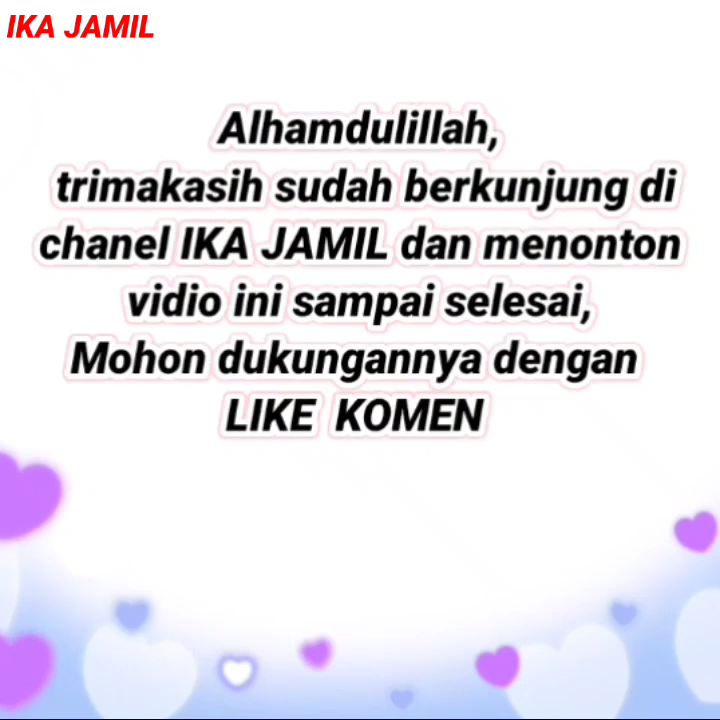 IKA JAMIL
Alhamdulillah,
trimakasih sudah berkunjung di
chanel IKA JAMIL dan menonton
vidio ini sampai selesai,
Mohon dukungannya dengan
LIKE KOMEN